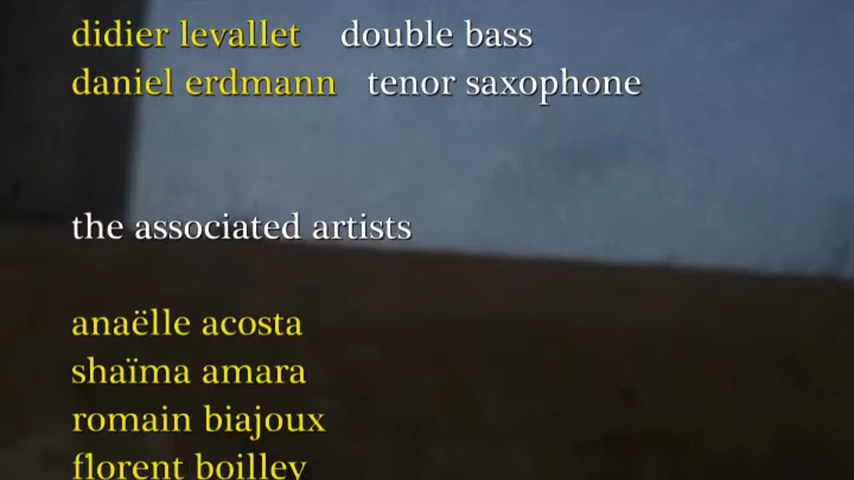 didier levallet double bass
daniel erdmann tenor saxophone
the associated artists
anaëlle acosta
shaïma amara
romain biajoux
florent boilley